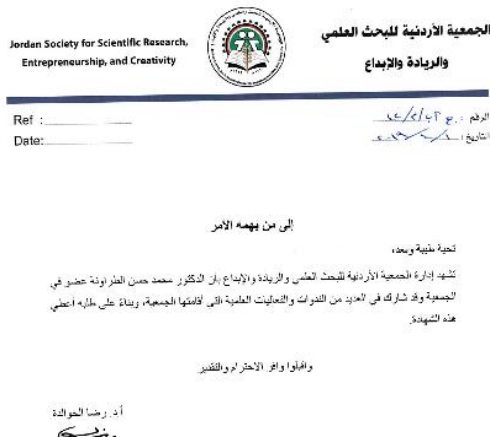 Jordan Society for Scientific Research,
Entrepreneurship, and Creativity
الجمعية الأردنية للبحث العلمي
والريادة والإبداع
Ref :
Date:
الرقم :
التاريخ :
إلى من يهمه الأمر
تحية طيبة وبعد،
تشهد إدارة الجمعية الأردنية للبحث العلمي والريادة والإبداع بأن الدكتور محمد حسن الطراونة عضو في
الجمعية وقد شارك في العديد من الندوات والفعاليات العلمية التي أقامتها الجمعية، وبناءً على طلبه أعطي
هذه الشهادة.
واقبلوا وافر الاحترام والتقدير
أ.د. رضا الخوالدة